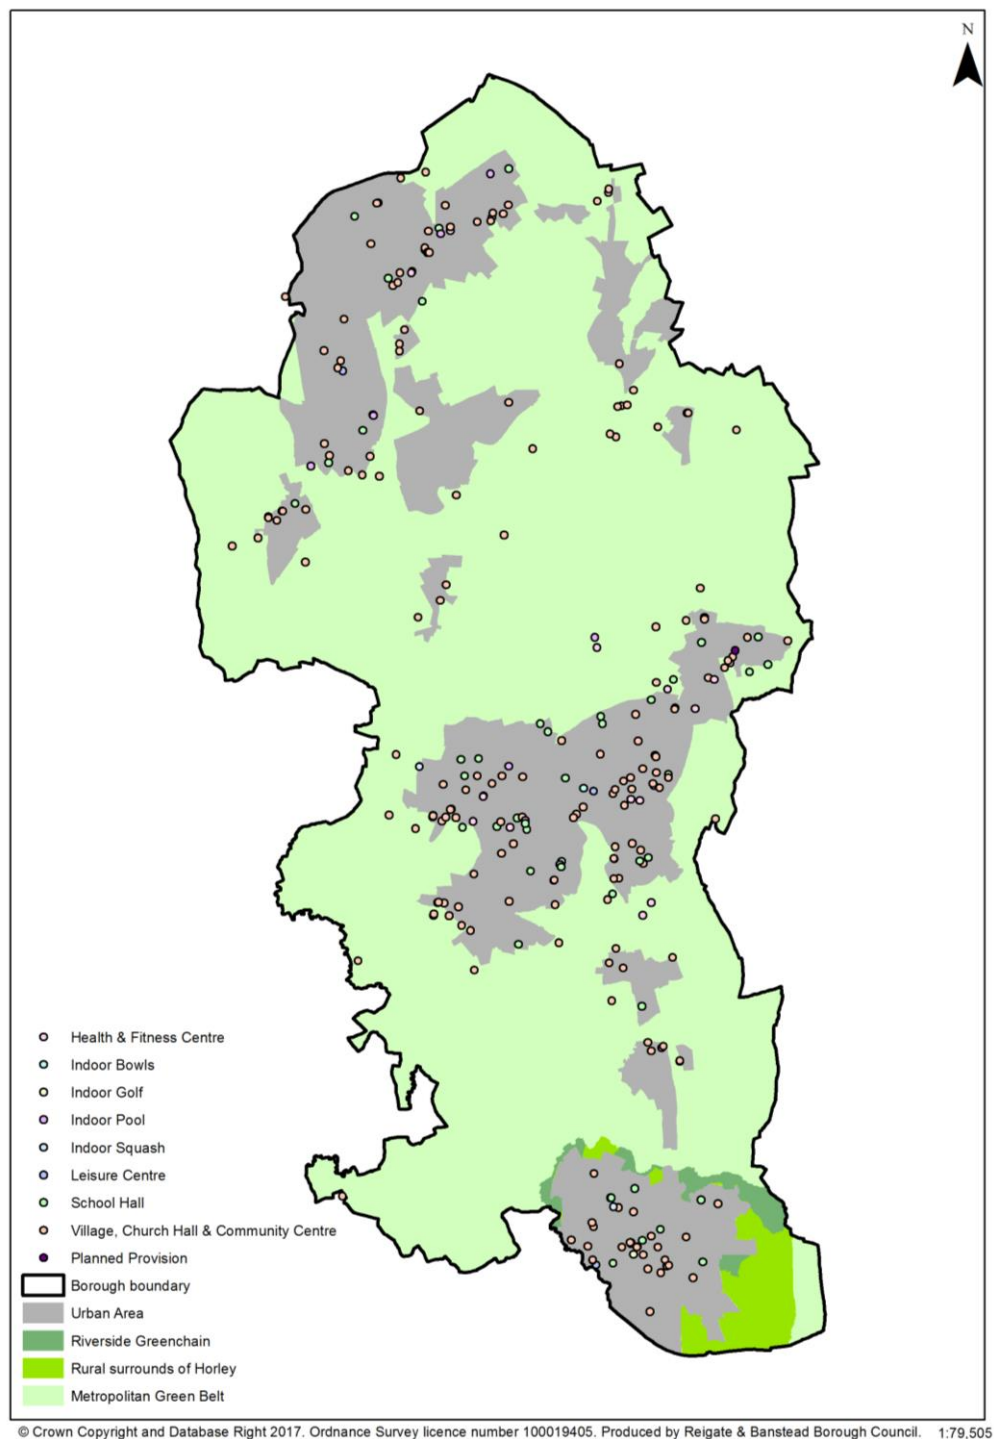 N
Health & Fitness Centre
Indoor Bowls
Indoor Golf
Indoor Pool
Indoor Squash
Leisure Centre
School Hall
Village, Church Hall & Community Centre
Planned Provision
Borough boundary
Urban Area
Riverside Greenchain
Rural surrounds of Horley
Metropolitan Green Belt
© Crown Copyright and Database Right 2017. Ordnance Survey licence number 100019405. Produced by Reigate & Banstead Borough Council. 1:79,505